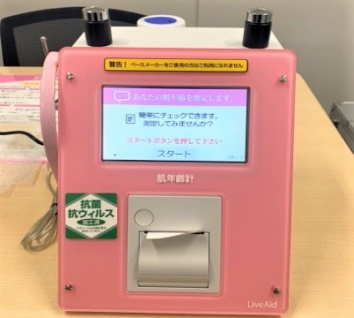 警告！ペースメーカーをご使用の方はご利用になれません
あなたの肌年齢を測定します。
簡単にチェックできます。
測定してみませんか？
スタートボタンを押して下さい
スタート
肌年齢計
抗菌
抗ウィルス
LiveAid